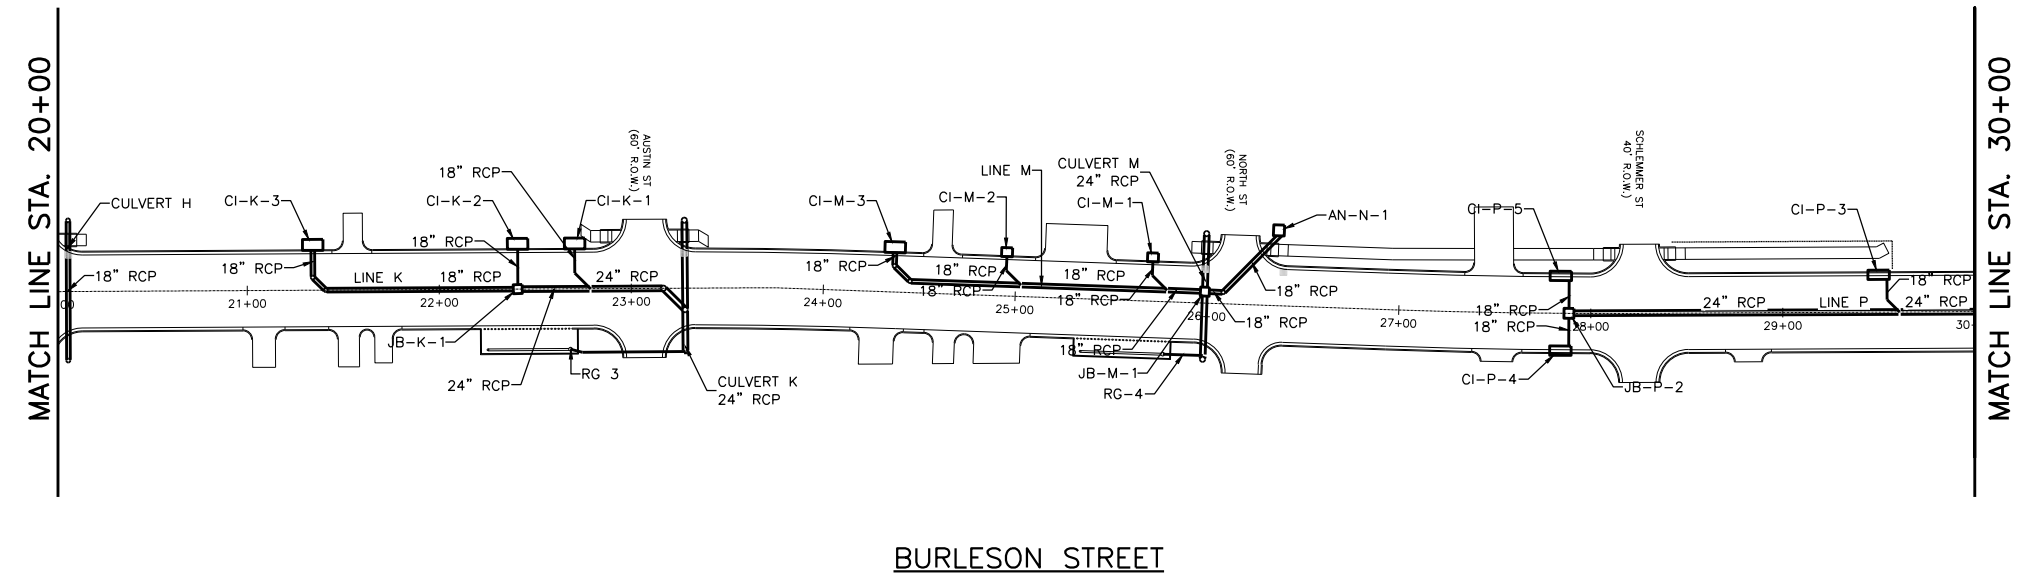 MATCH LINE STA. 20+00
CULVERT H
18" RCP
00
CI-K-3
18" RCP
LINE K
21+00
18" RCP
CI-K-2
18" RCP
18" RCP
22+00
JB-K-1
24" RCP
CI-K-1
24" RCP
23+00
RG 3
AUSTIN ST
(60' R.O.W.)
CULVERT K
24" RCP
CI-M-3
18" RCP
24+00
CI-M-2
18" RCP
18" RCP
LINE M
25+00
CULVERT M
24" RCP
CI-M-1
18" RCP
18" RCP
18" RCP
JB-M-1
RG-4
26+00
18" RCP
NORTH ST
(60' R.O.W.)
AN-N-1
18" RCP
27+00
CI-P-5
18" RCP
18" RCP
CI-P-4
28+00
JB-P-2
SCHLEMMER ST
40' R.O.W.)
24" RCP
29+00
LINE P
CI-P-3
18" RCP
24" RCP
30-
MATCH LINE STA. 30+00
BURLESON STREET